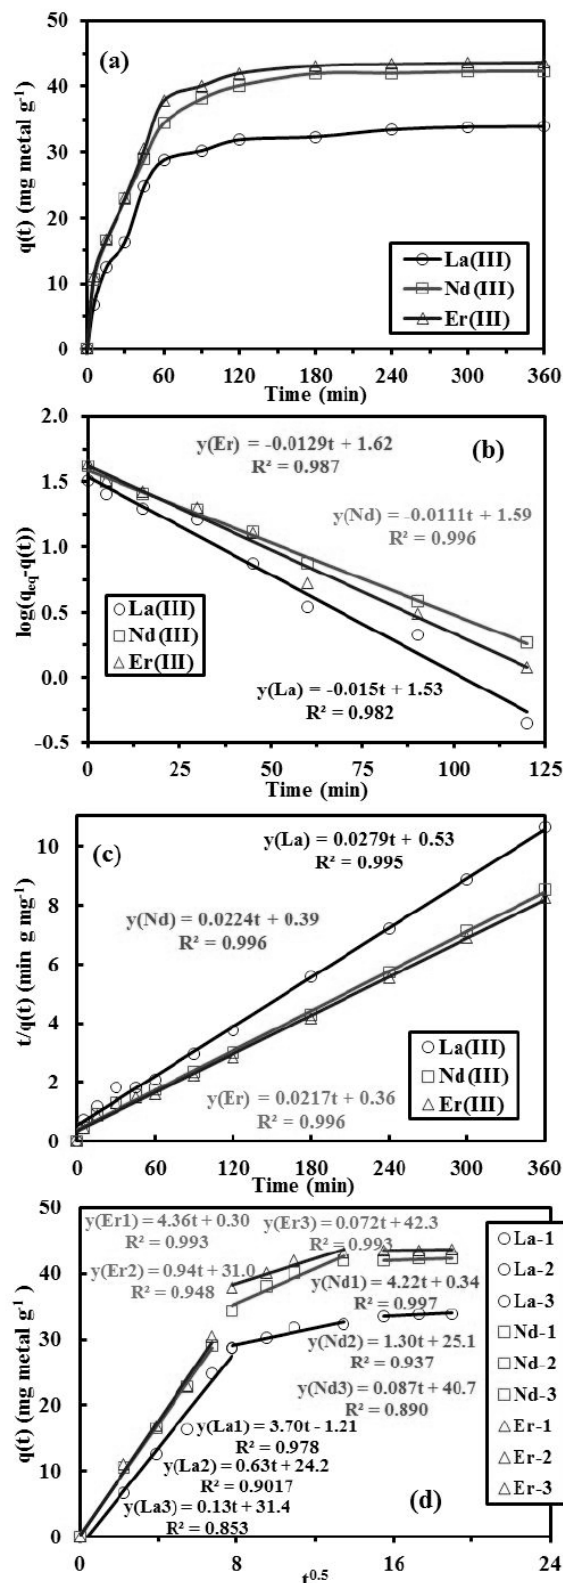 50
(a)
40
30
20
10
0
q(t) (mg metal g⁻¹)
La(III)
Nd(III)
Er(III)
0 60 120 180 240 300 360
Time (min)
2.0
y(Er) = -0.0129t + 1.62
R² = 0.987
(b)
1.5
y(Nd) = -0.0111t + 1.59
R² = 0.996
1.0
0.5
0.0
-0.5
log(qeq-q(t))
La(III)
Nd(III)
Er(III)
y(La) = -0.015t + 1.53
R² = 0.982
0 25 50 75 100 125
Time (min)
(c)
y(La) = 0.0279t + 0.53
R² = 0.995
10
8
6
4
2
0
t/q(t) (min g mg⁻¹)
y(Nd) = 0.0224t + 0.39
R² = 0.996
La(III)
Nd(III)
Er(III)
y(Er) = 0.0217t + 0.36
R² = 0.996
0 60 120 180 240 300 360
Time (min)
50
40
30
20
10
0
q(t) (mg metal g⁻¹)
y(Er1) = 4.36t + 0.30
R² = 0.993
y(Er3) = 0.072t + 42.3
R² = 0.993
y(Er2) = 0.94t + 31.0
R² = 0.948
y(Nd1) = 4.22t + 0.34
R² = 0.997
y(Nd2) = 1.30t + 25.1
R² = 0.937
y(Nd3) = 0.087t + 40.7
R² = 0.890
y(La1) = 3.70t - 1.21
R² = 0.978
y(La2) = 0.63t + 24.2
R² = 0.9017
y(La3) = 0.13t + 31.4
R² = 0.853
(d)
La-1
La-2
La-3
Nd-1
Nd-2
Nd-3
Er-1
Er-2
Er-3
0 8 16 24
t⁰·⁵